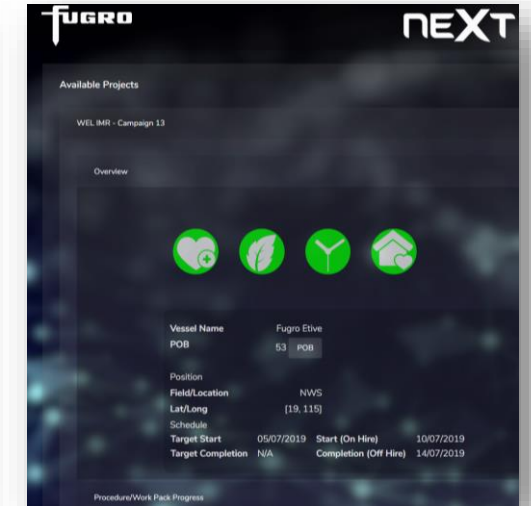 FUGRO
NEXT
Available Projects
WEL IMR - Campaign 13
Overview
Vessel Name Fugro Etive
POB 53 POB
Position
Field/Location NWS
Lat/Long [19, 115]
Schedule
Target Start 05/07/2019 Start (On Hire) 10/07/2019
Target Completion N/A Completion (Off Hire) 14/07/2019
Procedure/Work Pack Progress